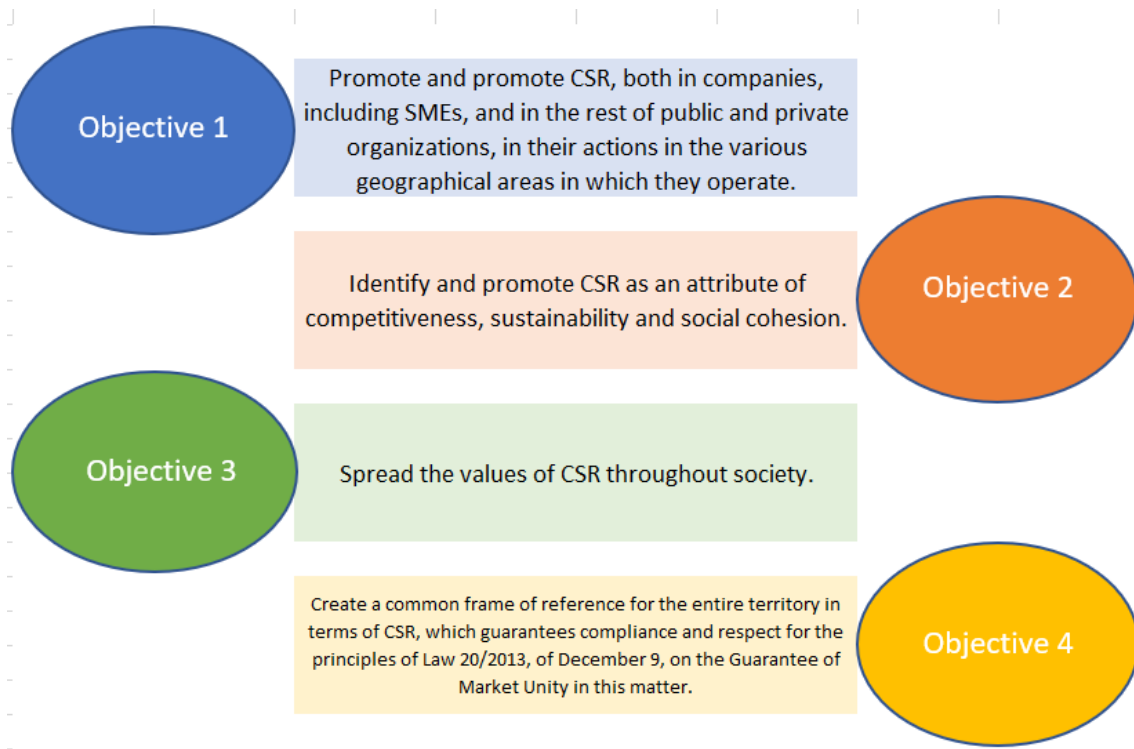 Objective 1
Promote and promote CSR, both in companies,
including SMEs, and in the rest of public and private
organizations, in their actions in the various
geographical areas in which they operate.
Identify and promote CSR as an attribute of
competitiveness, sustainability and social cohesion.
Objective 2
Objective 3
Spread the values of CSR throughout society.
Create a common frame of reference for the entire territory in
terms of CSR, which guarantees compliance and respect for the
principles of Law 20/2013, of December 9, on the Guarantee of
Market Unity in this matter.
Objective 4